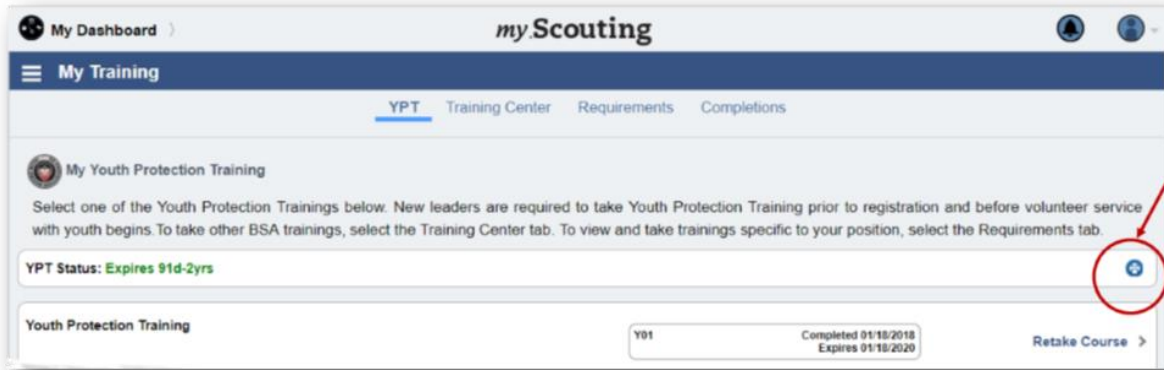 My Dashboard
my.Scouting
My Training
YPT Training Center Requirements Completions
My Youth Protection Training
Select one of the Youth Protection Trainings below. New leaders are required to take Youth Protection Training prior to registration and before volunteer service
with youth begins.To take other BSA trainings, select the Training Center tab. To view and take trainings specific to your position, select the Requirements tab.
YPT Status: Expires 91d-2yrs
Youth Protection Training
Y01 Completed 01/18/2018
Expires 01/18/2020
Retake Course